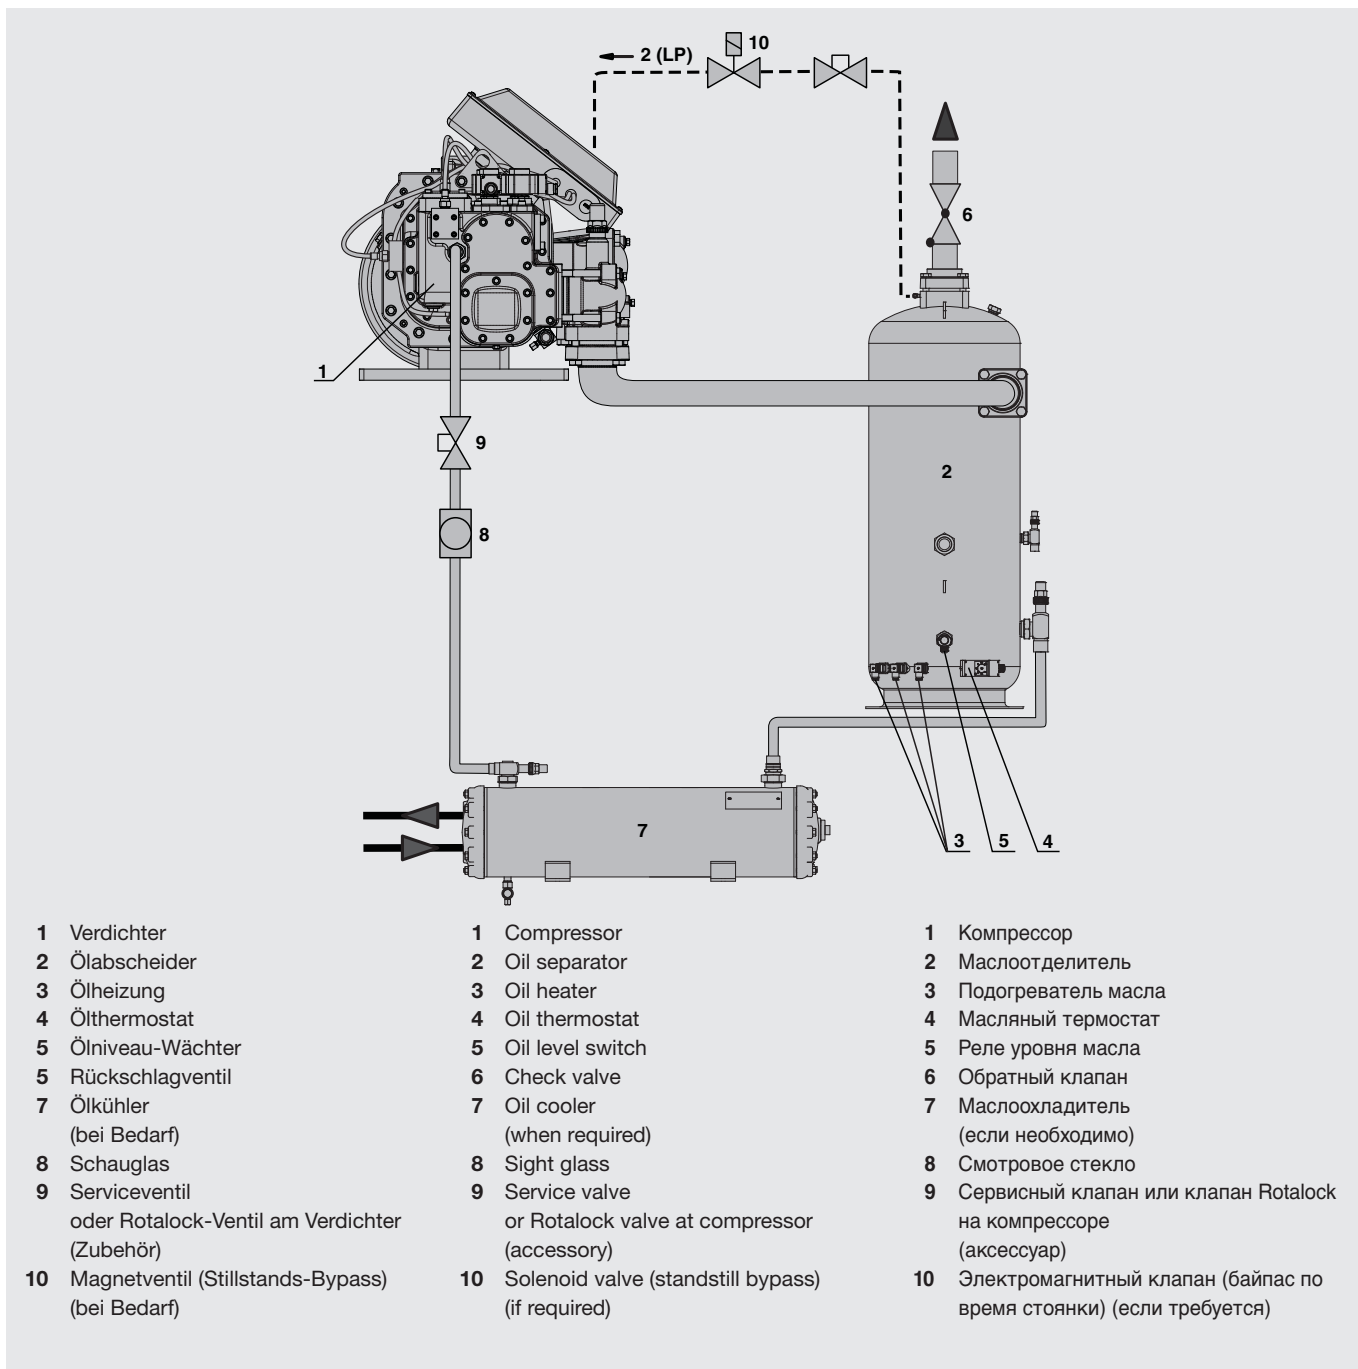 10
2 (LP)
6
1
9
2
8
7
3
5
4
1 Verdichter
2 Ölabscheider
3 Ölheizung
4 Ölthermostat
5 Ölniveau-Wächter
5 Rückschlagventil
7 Ölkühler
(bei Bedarf)
8 Schauglas
9 Serviceventil
oder Rotalock-Ventil am Verdichter
(Zubehör)
10 Magnetventil (Stillstands-Bypass)
(bei Bedarf)
1 Compressor
2 Oil separator
3 Oil heater
4 Oil thermostat
5 Oil level switch
6 Check valve
7 Oil cooler
(when required)
8 Sight glass
9 Service valve
or Rotalock valve at compressor
(accessory)
10 Solenoid valve (standstill bypass)
(if required)
1 Компрессор
2 Маслоотделитель
3 Подогреватель масла
4 Масляный термостат
5 Реле уровня масла
6 Обратный клапан
7 Маслоохладитель
(если необходимо)
8 Смотровое стекло
9 Сервисный клапан или клапан Rotalock
на компрессоре
(аксессуар)
10 Электромагнитный клапан (байпас по
время стоянки) (если требуется)